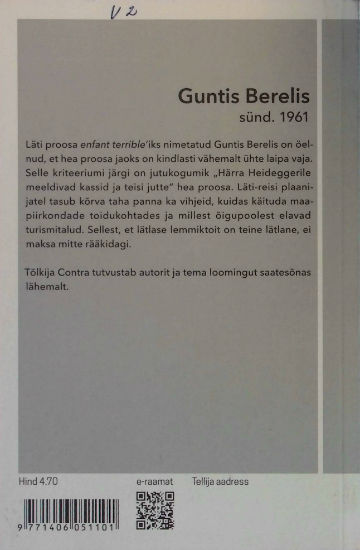 V 2
Guntis Berelis
sünd. 1961
Läti proosa enfant terrible'iks nimetatud Guntis Berelis on öel-
nud, et hea proosa jaoks on kindlasti vähemalt ühte laipa vaja.
Selle kriteeriumi järgi on jutukogumik „Härra Heideggerile
meeldivad kassid ja teisi jutte" hea proosa. Läti-reisi plaani-
jatel tasub kõrva taha panna ka vihjeid, kuidas käituda maa-
piirkondade toidukohtades ja millest õigupoolest elavad
turismitalud. Sellest, et lätlase lemmiktoit on teine lätlane, ei
maksa mitte rääkidagi.
Tõlkija Contra tutvustab autorit ja tema loomingut saatesõnas
lähemalt.
Hind 4.70
e-raamat
Tellija aadress
9 771406 051101